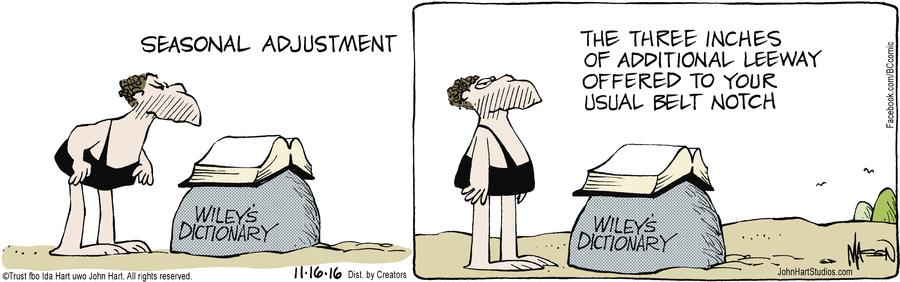 SEASONAL ADJUSTMENT
WILEY'S
DICTIONARY
©Trust fbo Ida Hart uwo John Hart. All rights reserved.
11·16·16
Dist. by Creators
THE THREE INCHES
OF ADDITIONAL LEEWAY
OFFERED TO YOUR
USUAL BELT NOTCH
Facebook.com/BCcomic
WILEY'S
DICTIONARY
MASON
JohnHartStudios.com